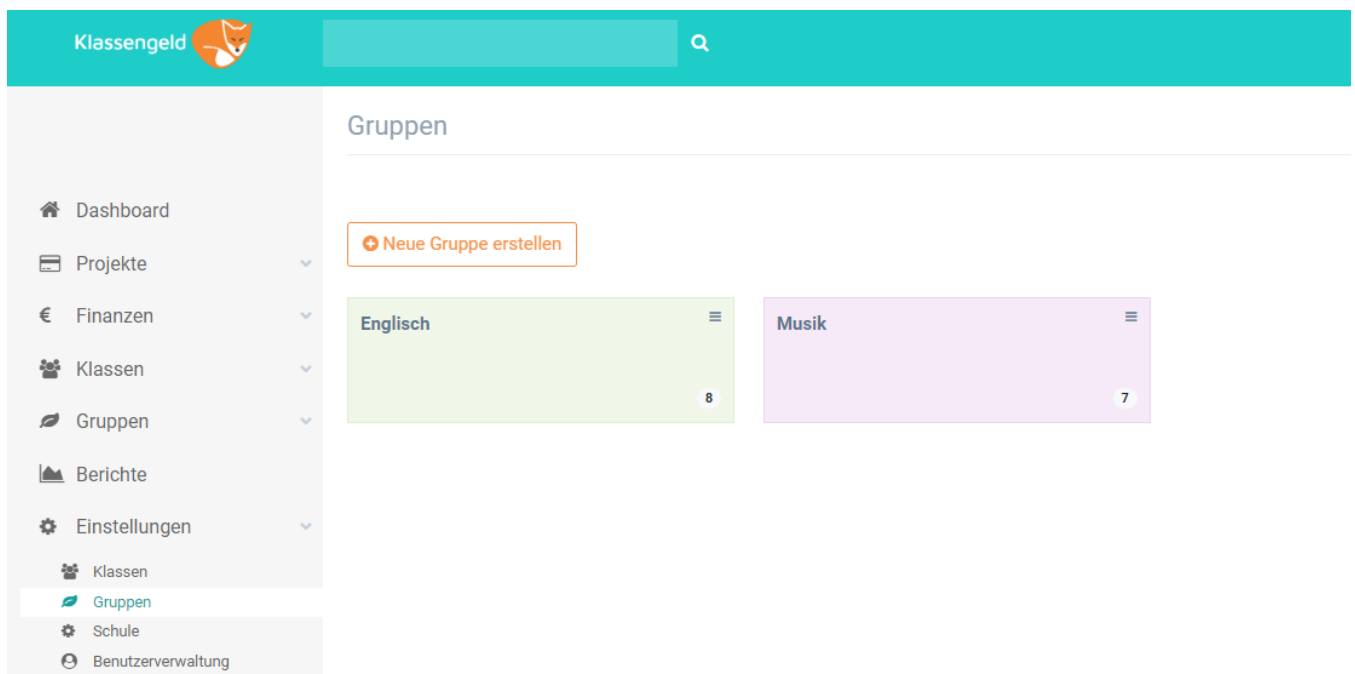 Klassengeld
Gruppen
Dashboard
Projekte
Finanzen
Klassen
Gruppen
Berichte
Einstellungen
Klassen
Gruppen
Schule
Benutzerverwaltung
Neue Gruppe erstellen
Englisch
8
Musik
7